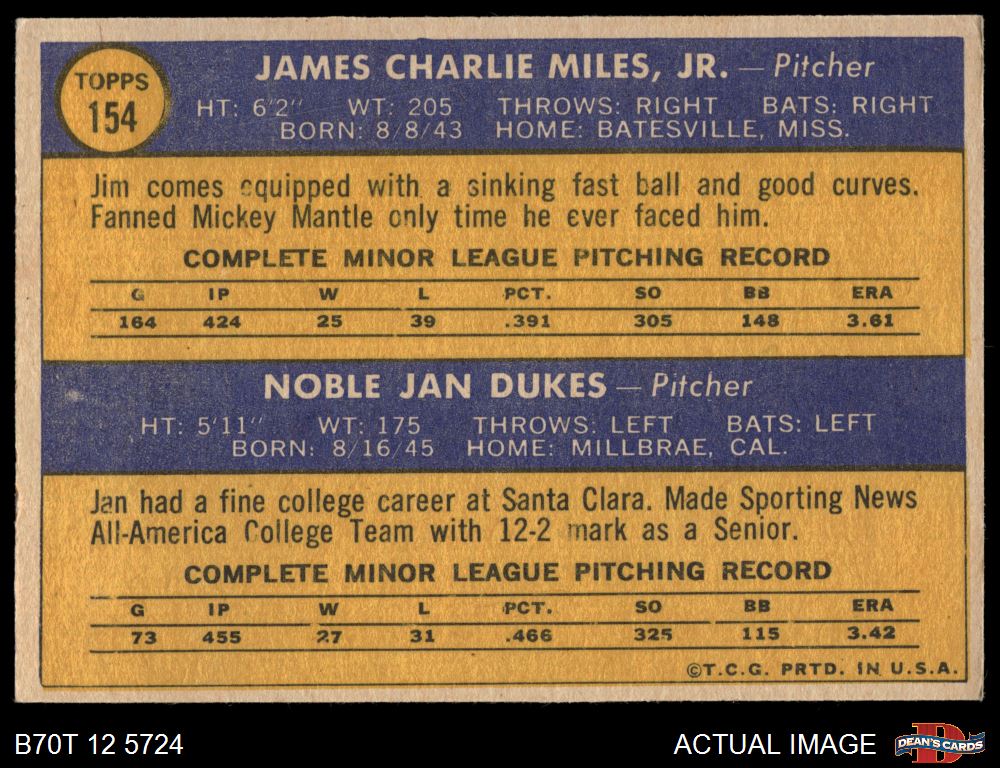 TOPPS
154
JAMES CHARLIE MILES, JR. — Pitcher
HT: 6'2" WT: 205 THROWS: RIGHT BATS: RIGHT
BORN: 8/8/43 HOME: BATESVILLE, MISS.
Jim comes equipped with a sinking fast ball and good curves.
Fanned Mickey Mantle only time he ever faced him.
COMPLETE MINOR LEAGUE PITCHING RECORD
G IP W L PCT. SO BB ERA
164 424 25 39 .391 305 148 3.61
NOBLE JAN DUKES — Pitcher
HT: 5'11" WT: 175 THROWS: LEFT BATS: LEFT
BORN: 8/16/45 HOME: MILLBRAE, CAL.
Jan had a fine college career at Santa Clara. Made Sporting News
All-America College Team with 12-2 mark as a Senior.
COMPLETE MINOR LEAGUE PITCHING RECORD
G IP W L PCT. SO BB ERA
73 455 27 31 .466 325 115 3.42
©T.C.G. PRTD. IN U.S.A.
B70T 12 5724
ACTUAL IMAGE
D
DEAN'S CARDS